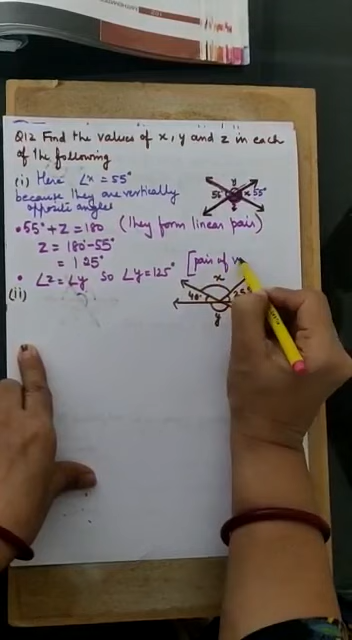 Q12 Find the values of x, y and z in each
of the following
(i) Here ∠x = 55°
because they are vertically
opposite angles
y
55° x 55°
• 55° + Z = 180 (They form linear pair)
Z = 180° - 55°
= 125°
• ∠Z = ∠y so ∠y = 125° [pair of v
(ii)
x
40° 25°
y